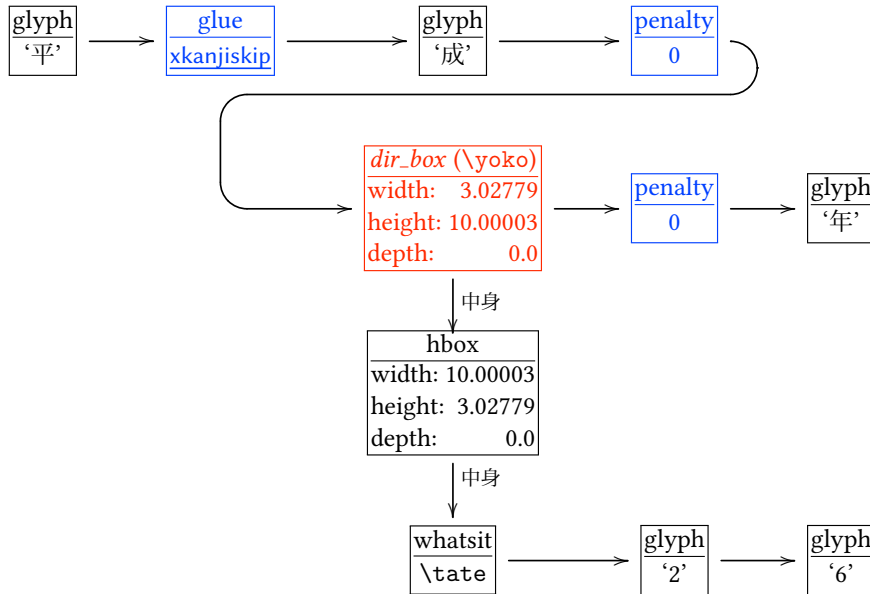 glyph
‘平’
glue
xkanjiskip
glyph
‘成’
penalty
0
dir_box (\yoko)
width: 3.02779
height: 10.00003
depth: 0.0
penalty
0
glyph
‘年’
中身
hbox
width: 10.00003
height: 3.02779
depth: 0.0
中身
whatsit
\tate
glyph
‘2’
glyph
‘6’